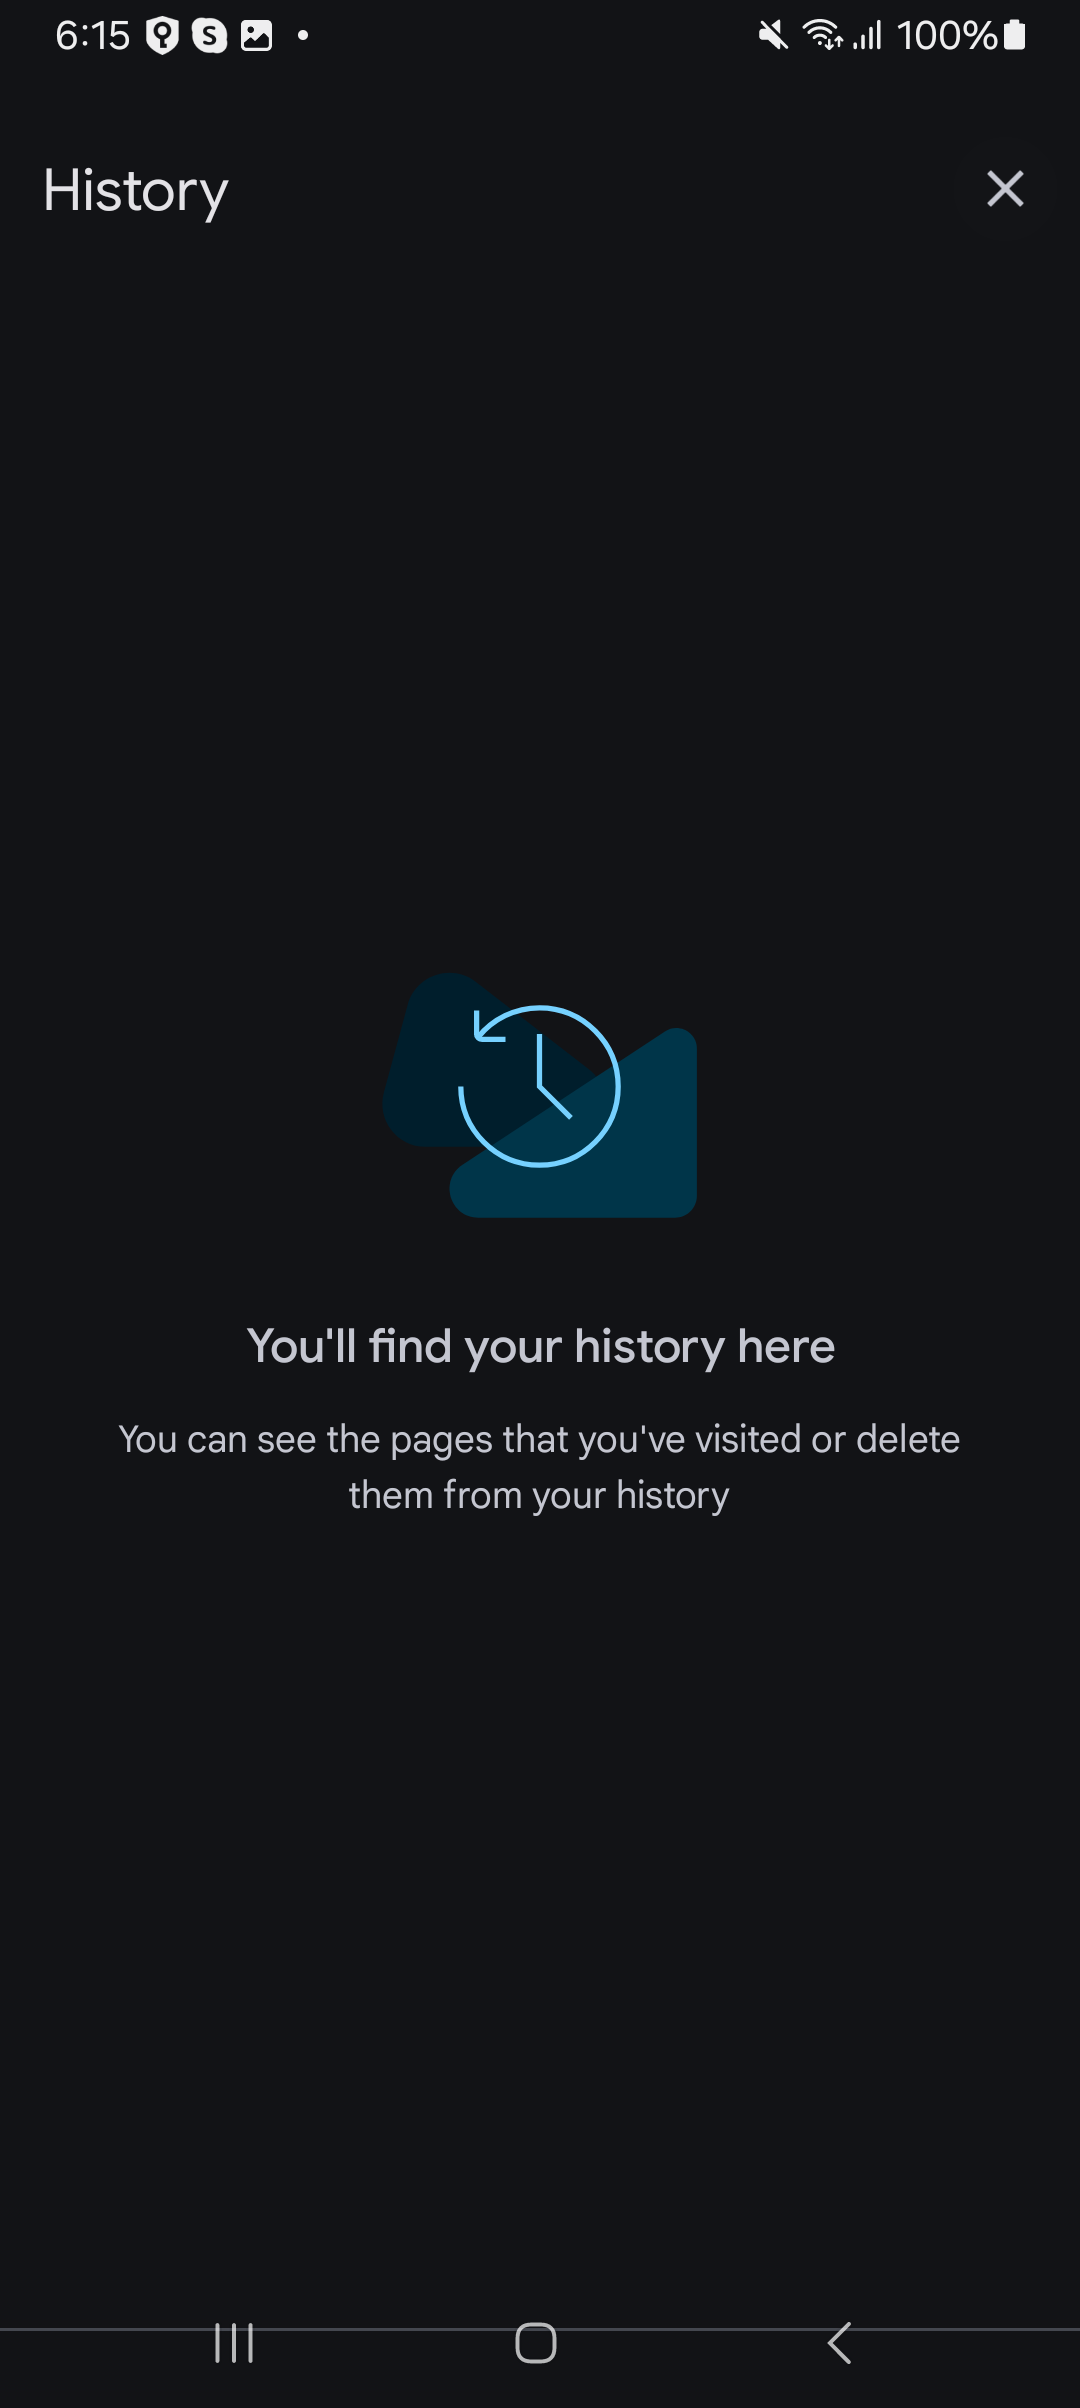 6:15
100%
History
You'll find your history here
You can see the pages that you've visited or delete
them from your history